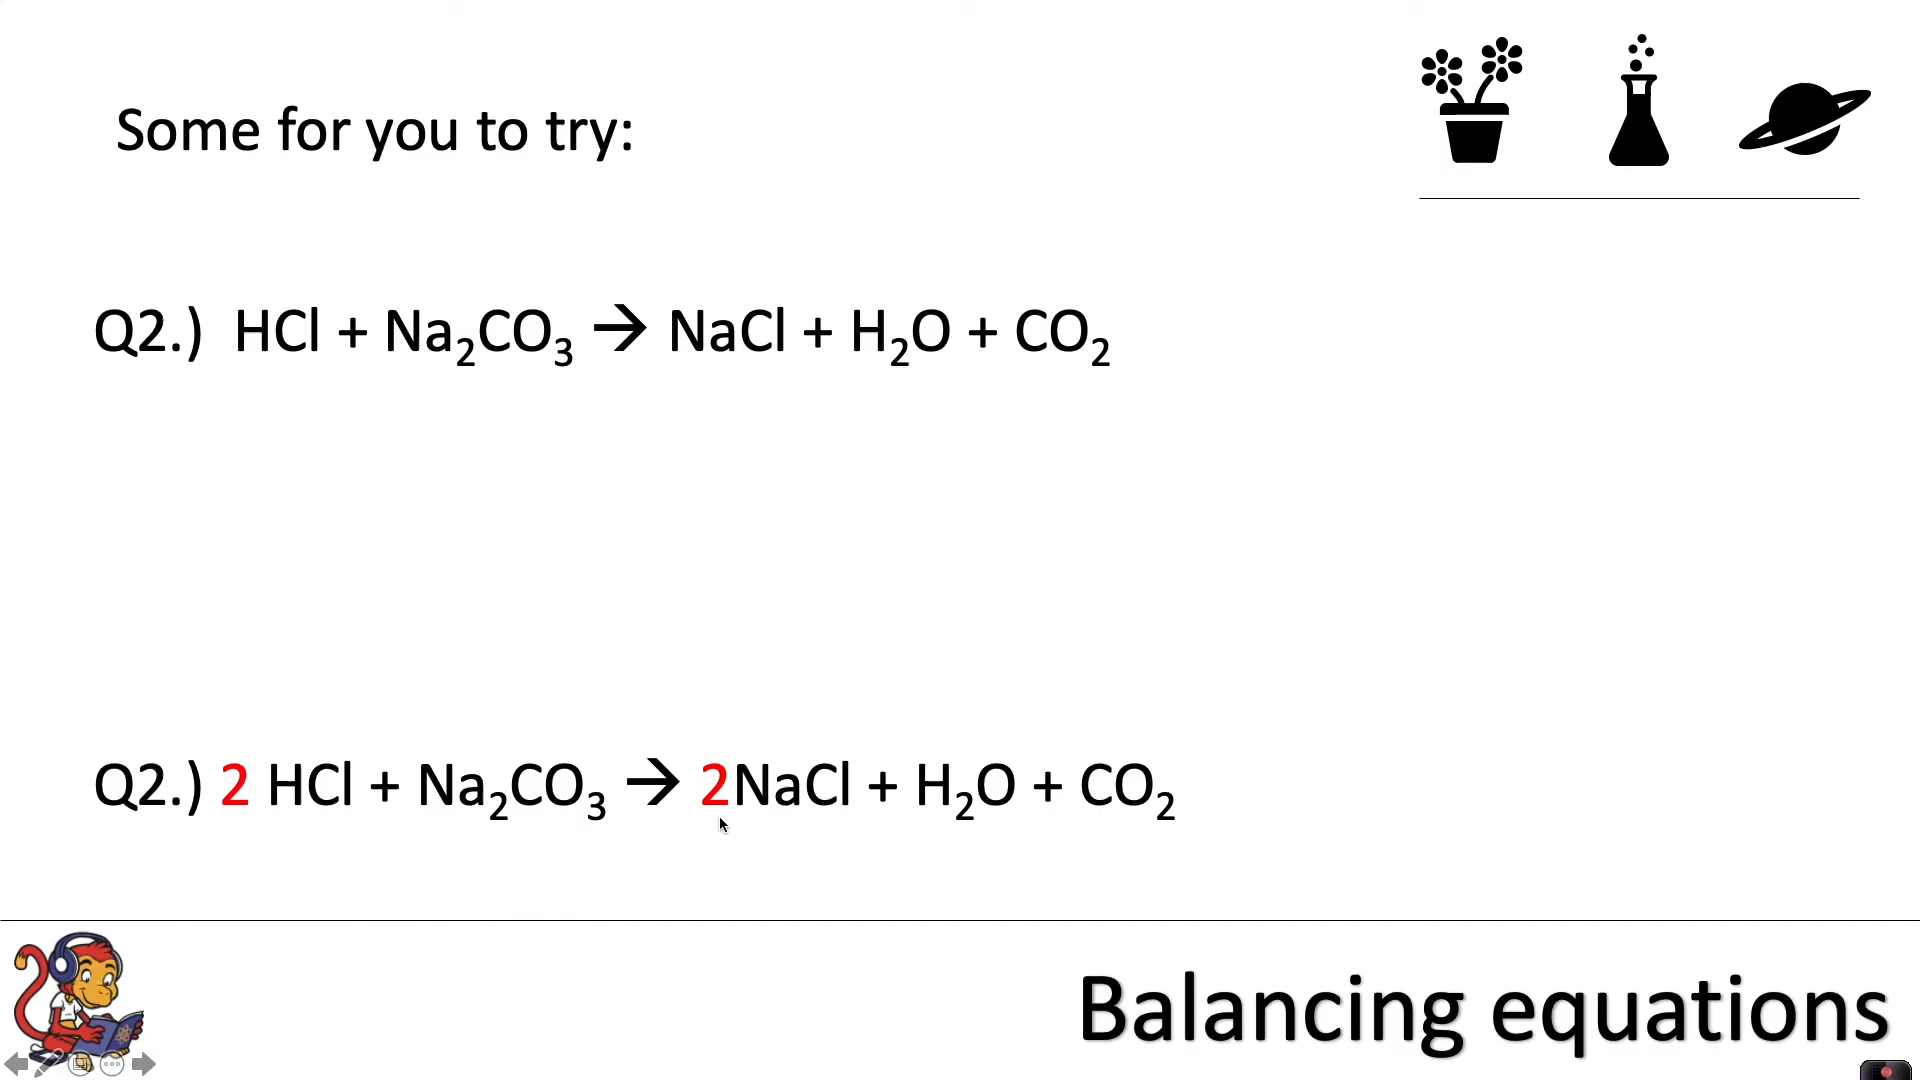 Some for you to try:
Q2.) HCl + Na₂CO₃ → NaCl + H₂O + CO₂
Q2.) 2 HCl + Na₂CO₃ → 2NaCl + H₂O + CO₂
Balancing equations